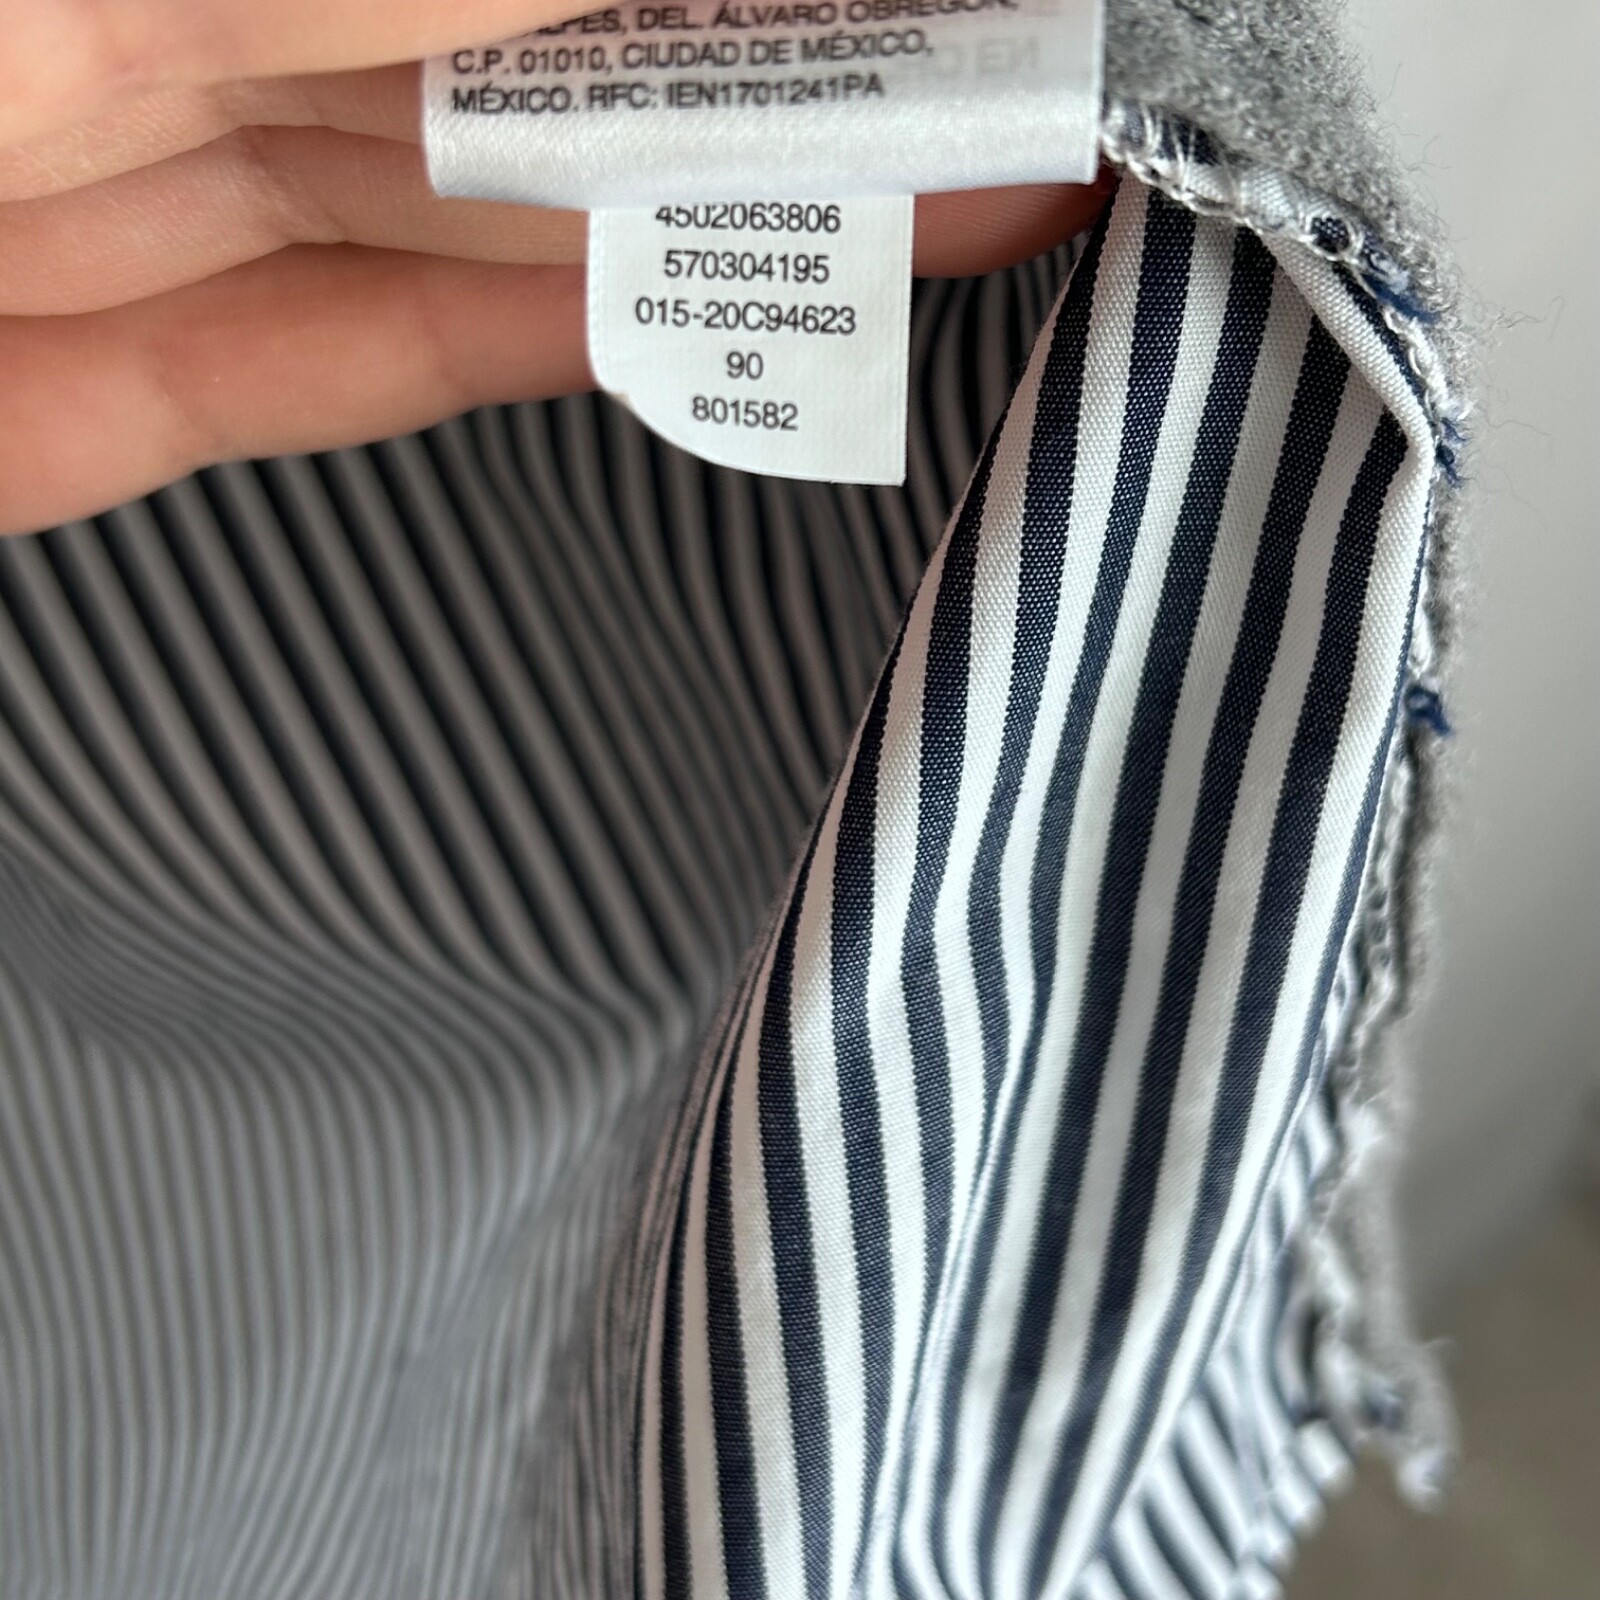 DEL. ÁLVARO OBREGÓN,
C.P. 01010, CIUDAD DE MÉXICO,
MÉXICO. RFC: IEN1701241PA
4502063806
570304195
015-20C94623
90
801582